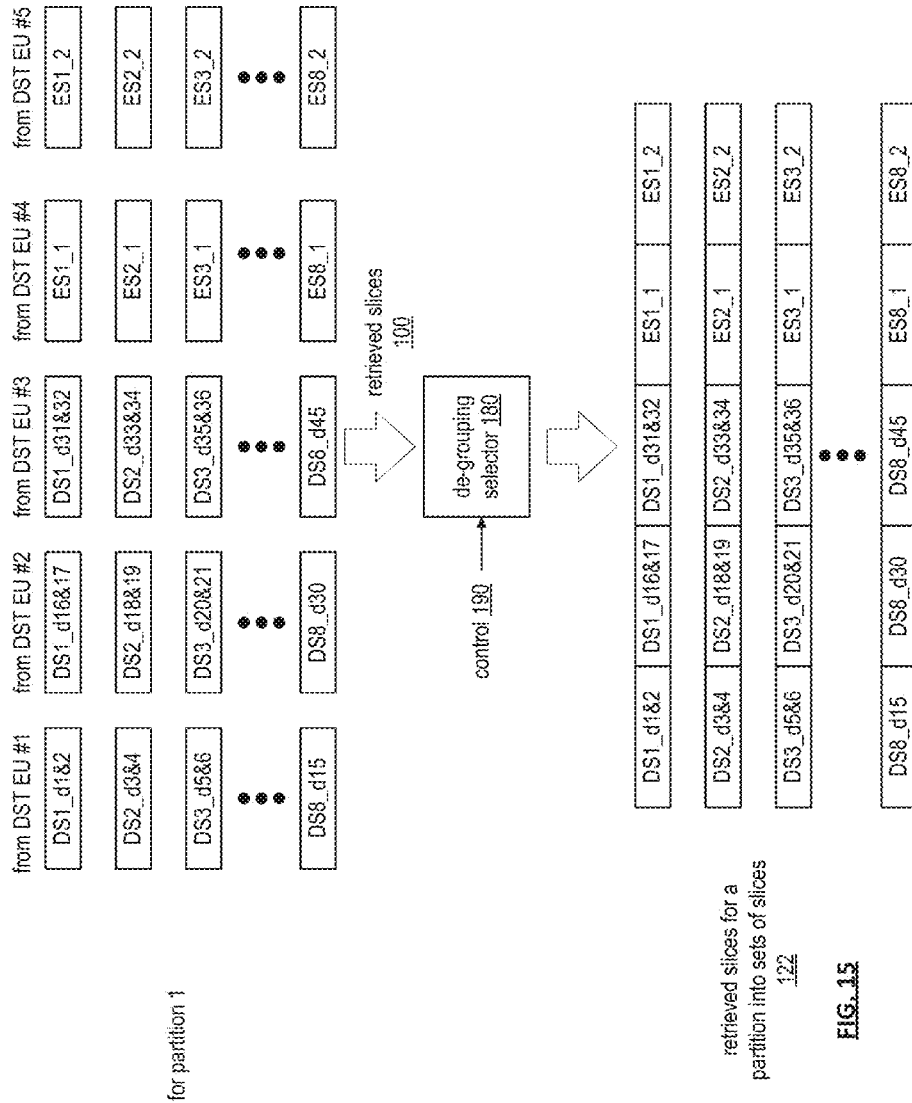 for partition 1
from DST EU #1
from DST EU #2
from DST EU #3
from DST EU #4
from DST EU #5
DS1_d1&2
DS1_d16&17
DS1_d31&32
ES1_1
ES1_2
DS2_d3&4
DS2_d18&19
DS2_d33&34
ES2_1
ES2_2
DS3_d5&6
DS3_d20&21
DS3_d35&36
ES3_1
ES3_2
DS8_d15
DS8_d30
DS8_d45
ES8_1
ES8_2
retrieved slices
100
control 190
de-grouping
selector 180
retrieved slices for a
partition into sets of slices
122
DS1_d1&2
DS1_d16&17
DS1_d31&32
ES1_1
ES1_2
DS2_d3&4
DS2_d18&19
DS2_d33&34
ES2_1
ES2_2
DS3_d5&6
DS3_d20&21
DS3_d35&36
ES3_1
ES3_2
DS8_d15
DS8_d30
DS8_d45
ES8_1
ES8_2
FIG. 15